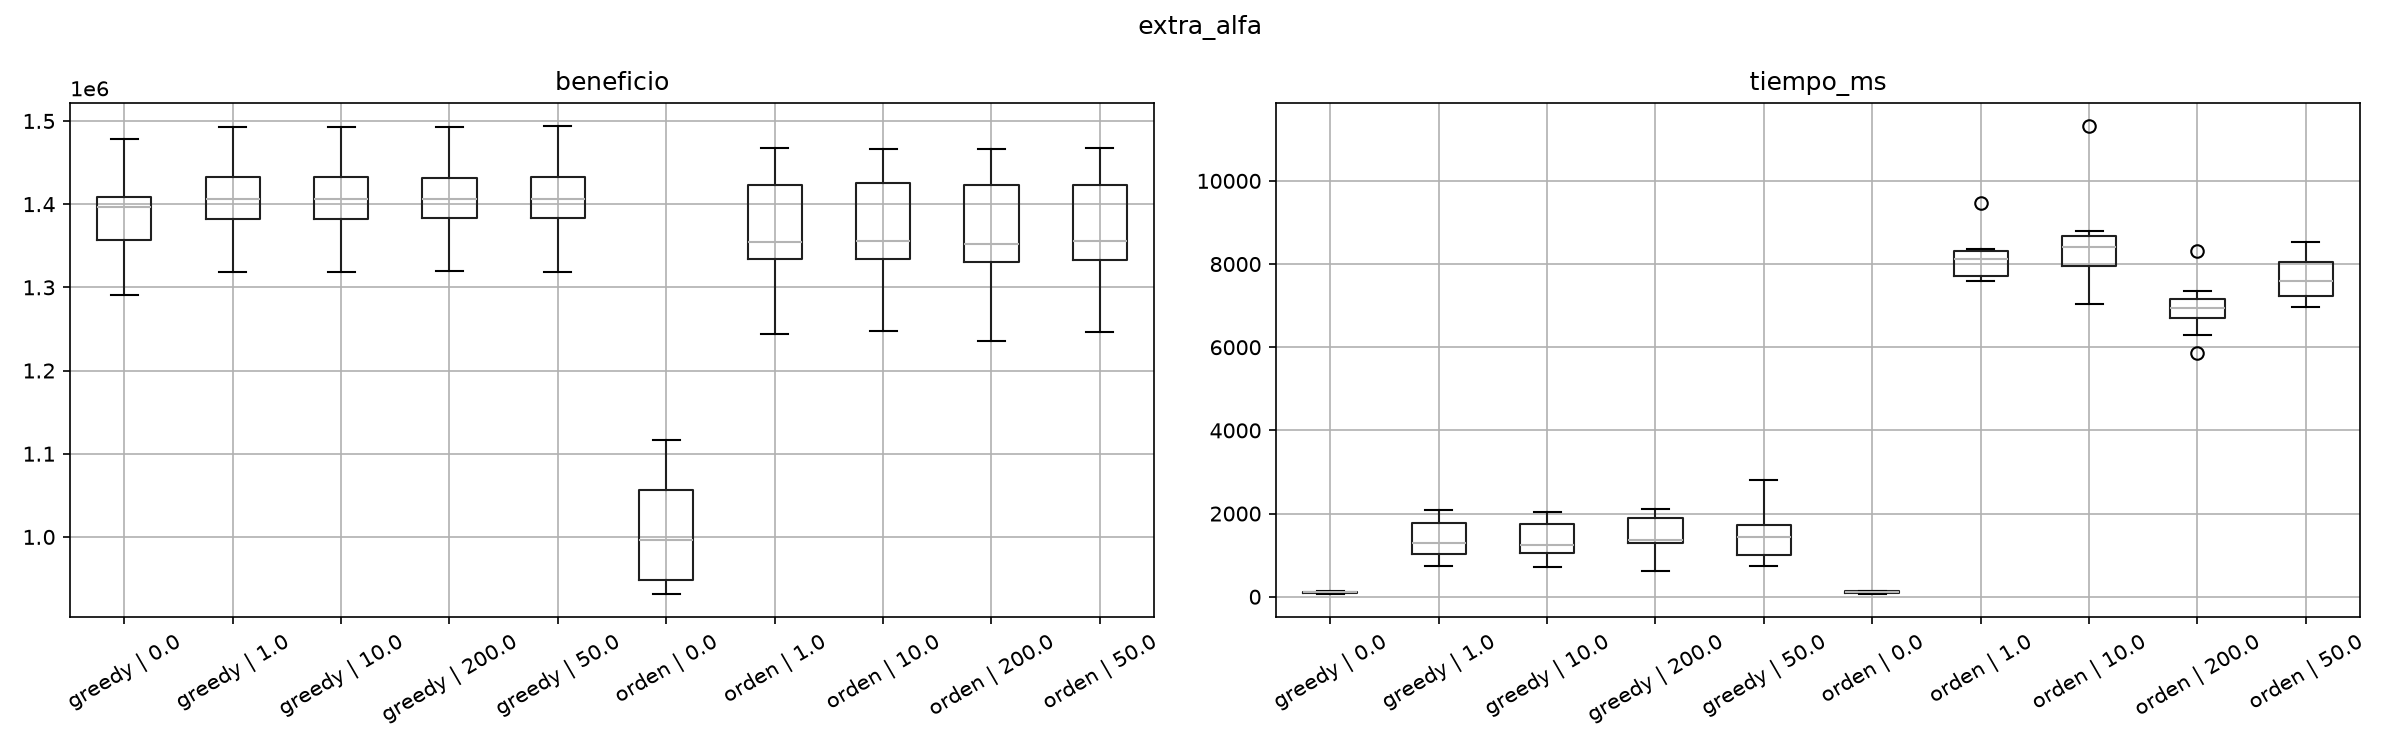 extra_alfa
beneficio
1e6
1.5
1.4
1.3
1.2
1.1
1.0
greedy | 0.0
greedy | 1.0
greedy | 10.0
greedy | 200.0
greedy | 50.0
orden | 0.0
orden | 1.0
orden | 10.0
orden | 200.0
orden | 50.0
tiempo_ms
10000
8000
6000
4000
2000
0
greedy | 0.0
greedy | 1.0
greedy | 10.0
greedy | 200.0
greedy | 50.0
orden | 0.0
orden | 1.0
orden | 10.0
orden | 200.0
orden | 50.0